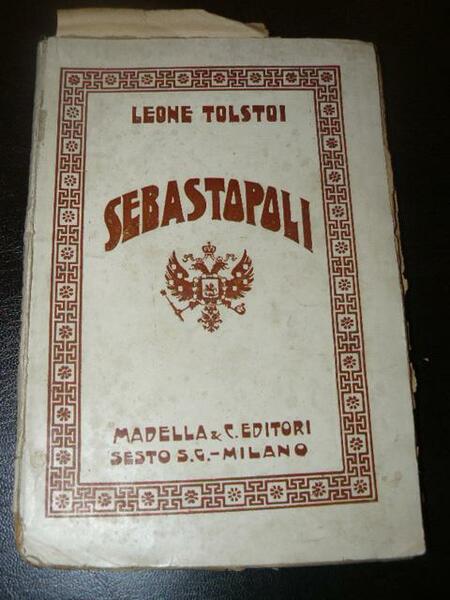 LEONE TOLSTOI
SEBASTOPOLI
MADELLA & C. EDITORI
SESTO S.G.-MILANO